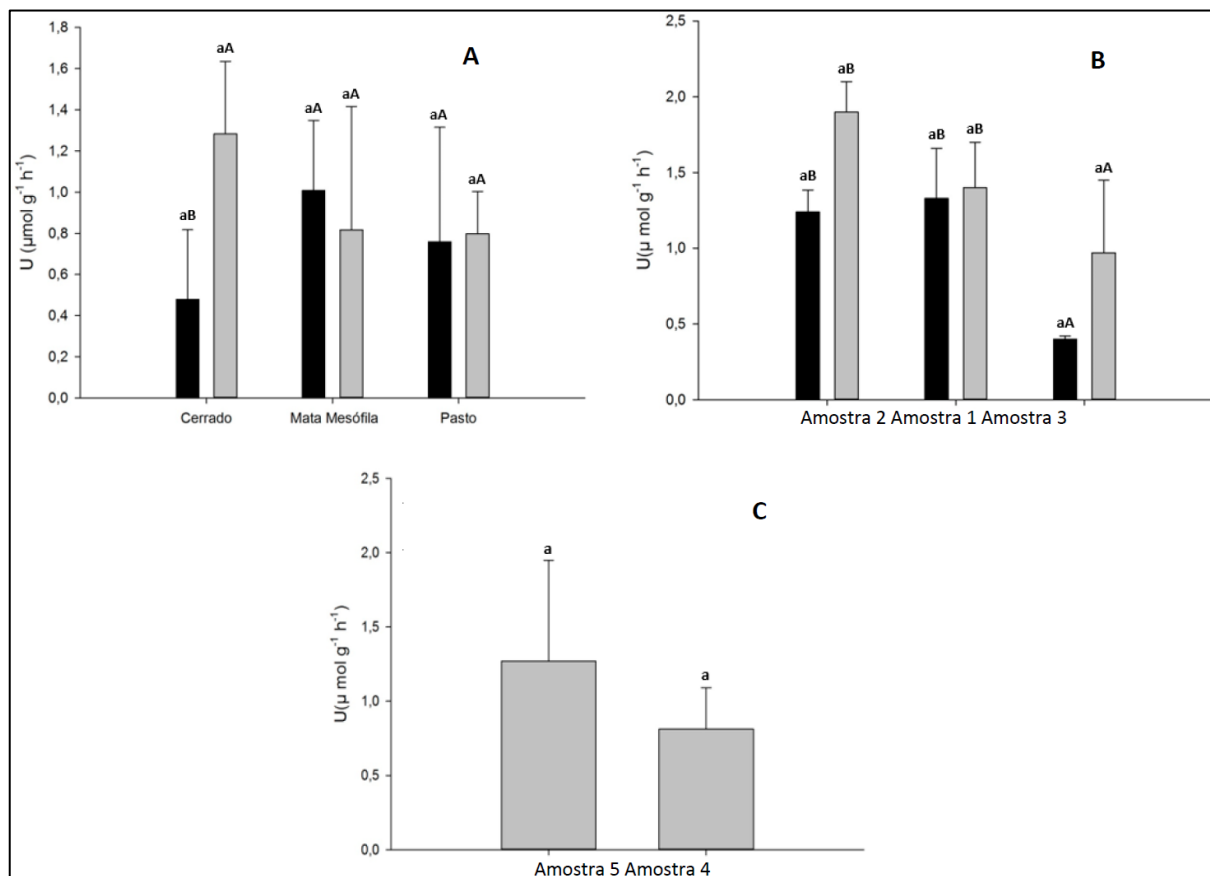 A
U (µmol g⁻¹ h⁻¹)
1,8
1,6
1,4
1,2
1,0
0,8
0,6
0,4
0,2
0,0
aB
aA
aA
aA
aA
aA
Cerrado
Mata Mesófila
Pasto
B
U(µ mol g⁻¹ h⁻¹)
2,5
2,0
1,5
1,0
0,5
0,0
aB
aB
aB
aB
aA
aA
Amostra 2 Amostra 1 Amostra 3
C
U(µ mol g⁻¹ h⁻¹)
2,5
2,0
1,5
1,0
0,5
0,0
a
a
Amostra 5 Amostra 4